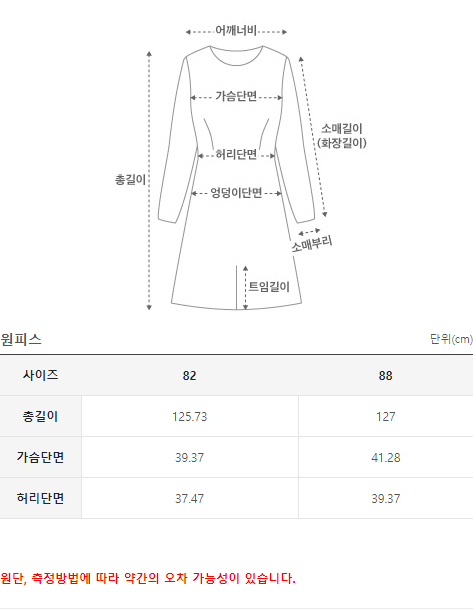 어깨너비
가슴단면
소매길이
(화장길이)
허리단면
총길이
엉덩이단면
소매부리
트임길이
원피스 단위(cm)
사이즈 82 88
총길이 125.73 127
가슴단면 39.37 41.28
허리단면 37.47 39.37
원단, 측정방법에 따라 약간의 오차 가능성이 있습니다.